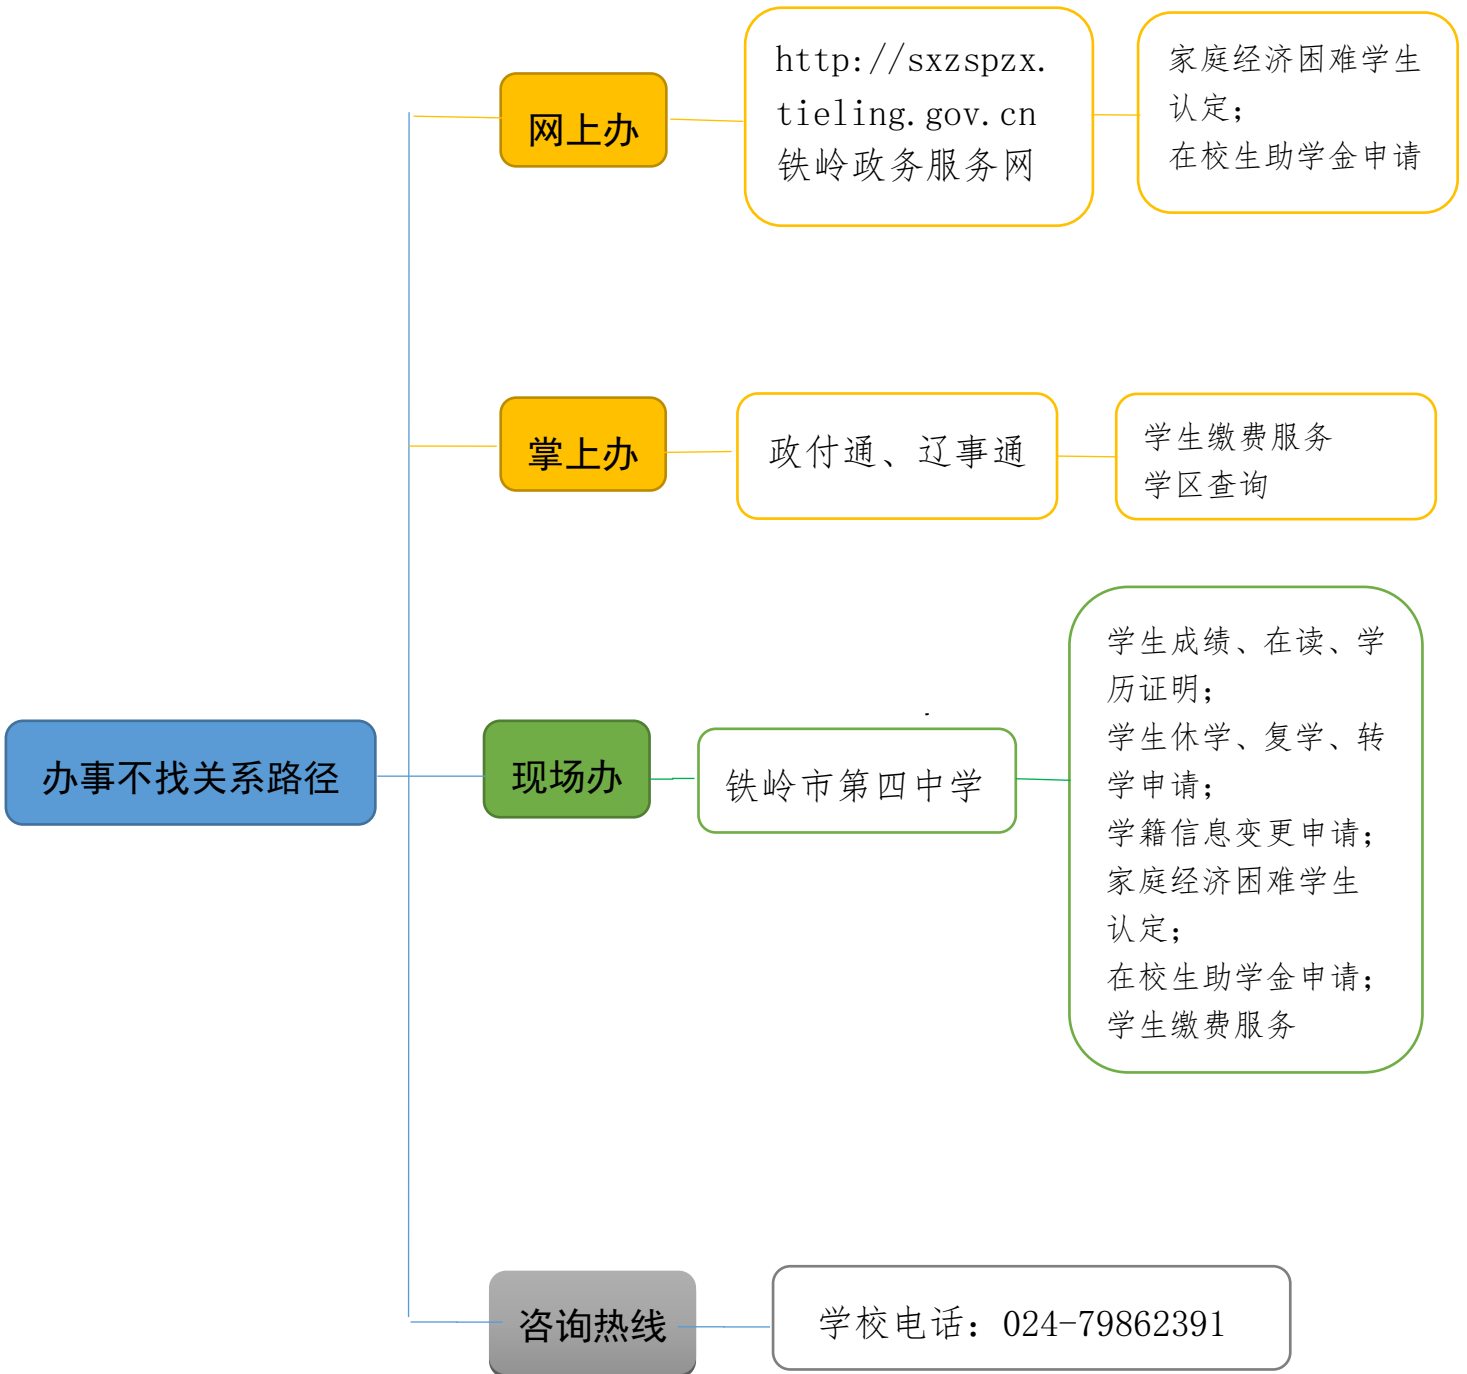 办事不找关系路径
网上办
http://sxzspzx.
tieling.gov.cn
铁岭政务服务网
家庭经济困难学生
认定；
在校生助学金申请
掌上办
政付通、辽事通
学生缴费服务
学区查询
现场办
铁岭市第四中学
学生成绩、在读、学
历证明；
学生休学、复学、转
学申请；
学籍信息变更申请；
家庭经济困难学生
认定；
在校生助学金申请；
学生缴费服务
咨询热线
学校电话：024-79862391